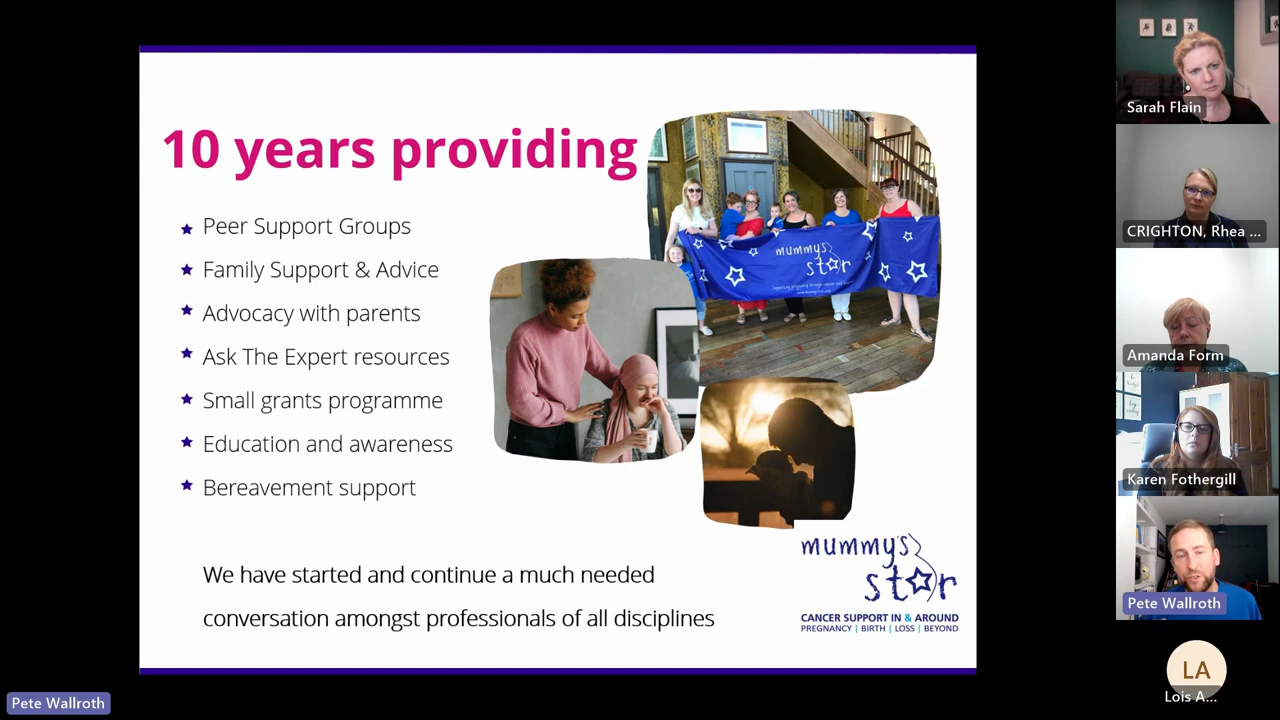 10 years providing
Peer Support Groups
Family Support & Advice
Advocacy with parents
Ask The Expert resources
Small grants programme
Education and awareness
Bereavement support
We have started and continue a much needed
conversation amongst professionals of all disciplines
mummy's
star
mummy's
star
CANCER SUPPORT IN & AROUND
PREGNANCY | BIRTH | LOSS | BEYOND
Sarah Flain
CRIGHTON, Rhea ...
Amanda Form
Karen Fothergill
Pete Wallroth
LA
Lois A...
Pete Wallroth